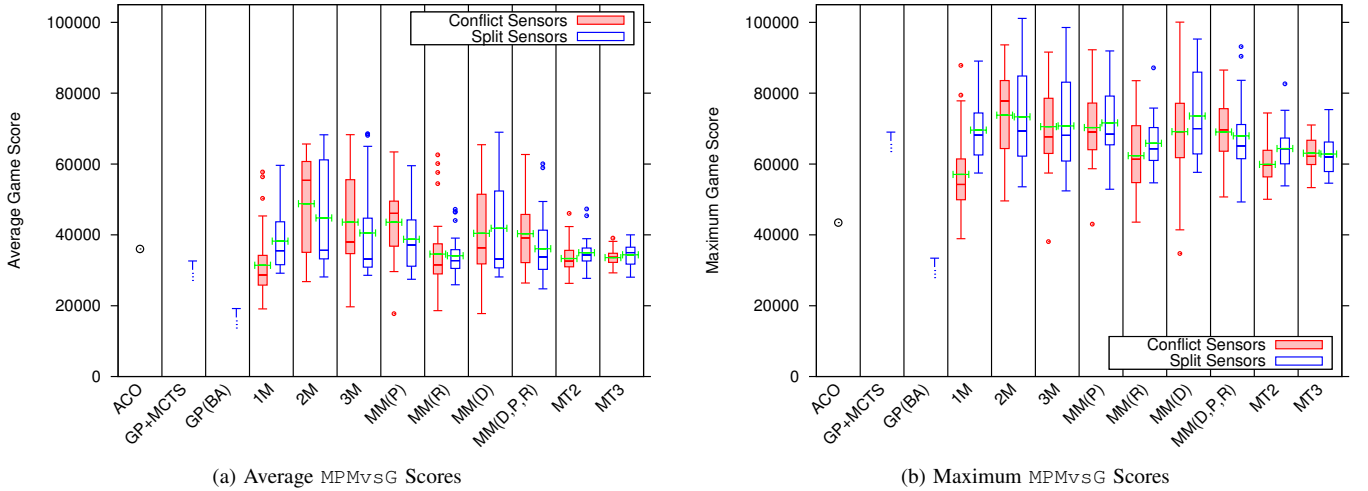 100000
80000
60000
40000
20000
0
Average Game Score
Conflict Sensors
Split Sensors
ACO
GP+MCTS
GP(BA)
1M
2M
3M
MM(P)
MM(R)
MM(D)
MM(D,P,R)
MT2
MT3
(a) Average MPMvsG Scores
100000
80000
60000
40000
20000
0
Maximum Game Score
Conflict Sensors
Split Sensors
ACO
GP+MCTS
GP(BA)
1M
2M
3M
MM(P)
MM(R)
MM(D)
MM(D,P,R)
MT2
MT3
(b) Maximum MPMvsG Scores